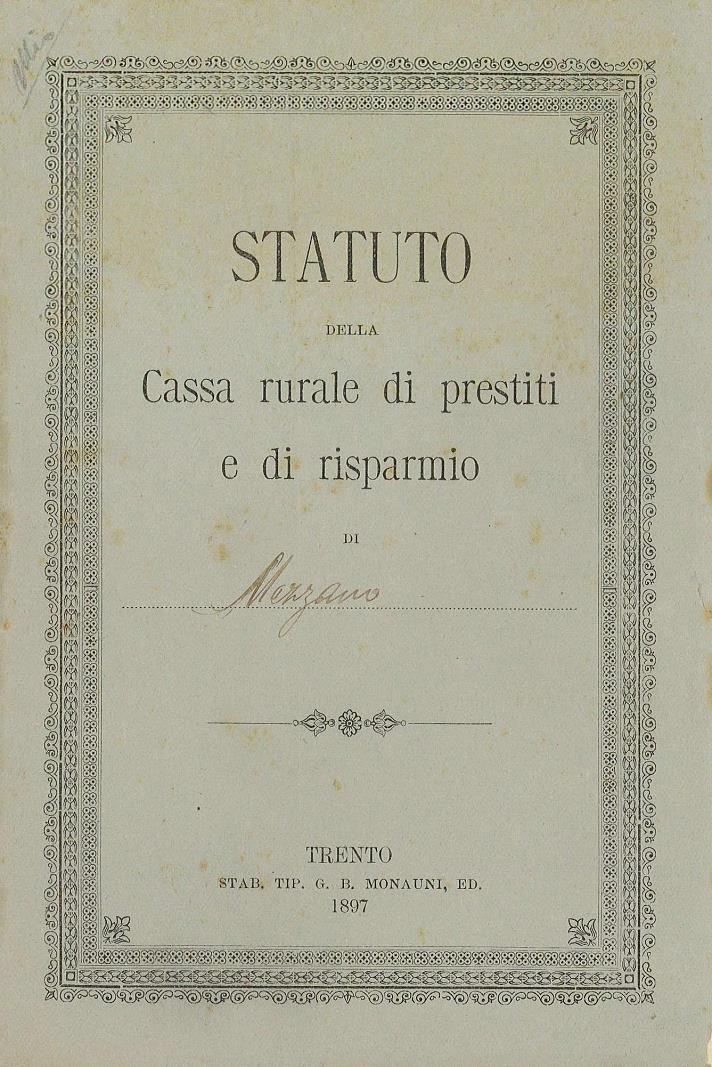 STATUTO
DELLA
Cassa rurale di prestiti
e di risparmio
DI
Mezzano
TRENTO
STAB. TIP. G. B. MONAUNI, ED.
1897